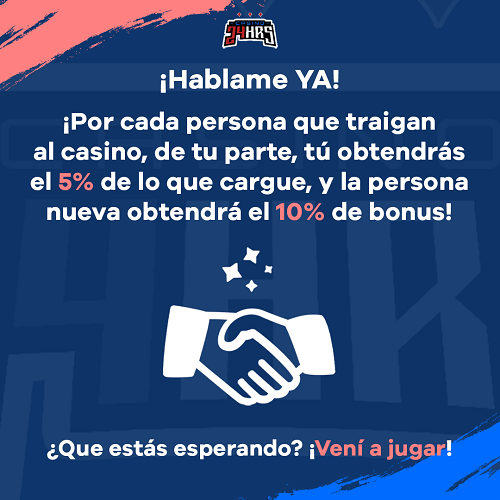 CASINO
24HRS
¡Hablame YA!
¡Por cada persona que traigan
al casino, de tu parte, tú obtendrás
el 5% de lo que cargue, y la persona
nueva obtendrá el 10% de bonus!
¿Que estás esperando? ¡Vení a jugar!